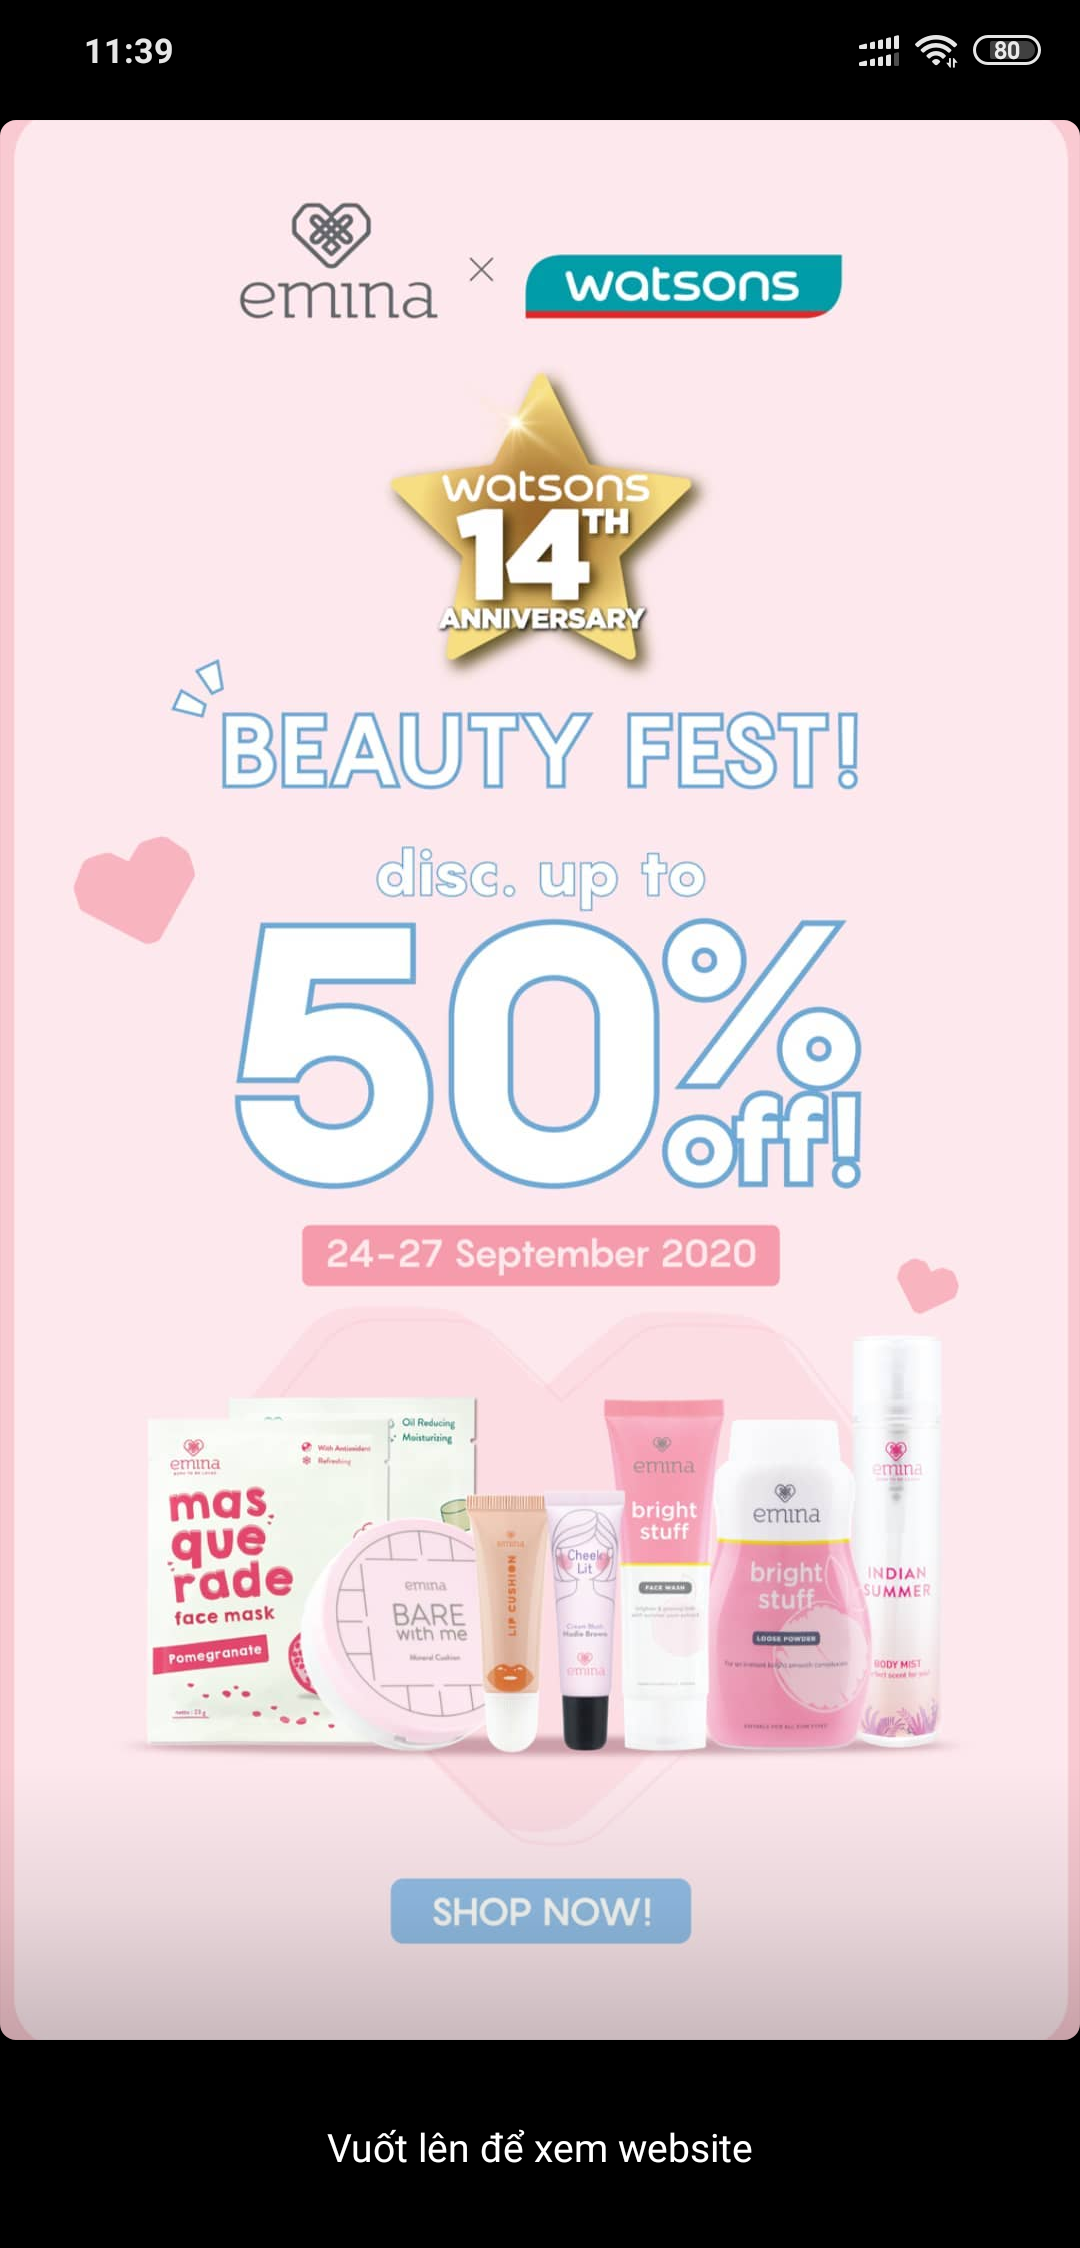 11:39
80
emina × watsons
watsons
14TH
ANNIVERSARY
BEAUTY FEST!
disc. up to
50%
off!
24-27 September 2020
Oil Reducing
Moisturizing
emina
With Antioxidant
Refreshing
masque
rade
face mask
Pomegranate
emina
BARE
with me
Mineral Cushion
emina
LIP CUSHION
Cheek
Lit
Cream Blush
emina
emina
bright
stuff
FACE WASH
emina
bright
stuff
LOOSE POWDER
emina
INDIAN
SUMMER
BODY MIST
SHOP NOW!
Vuốt lên để xem website